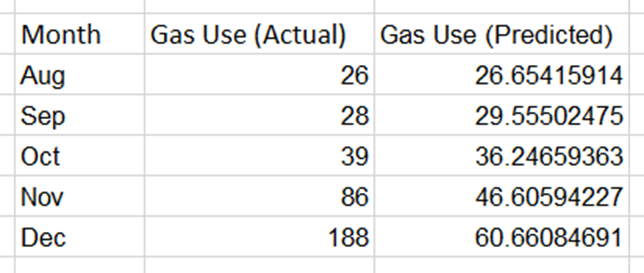 Month Gas Use (Actual) Gas Use (Predicted)
Aug 26 26.65415914
Sep 28 29.55502475
Oct 39 36.24659363
Nov 86 46.60594227
Dec 188 60.66084691